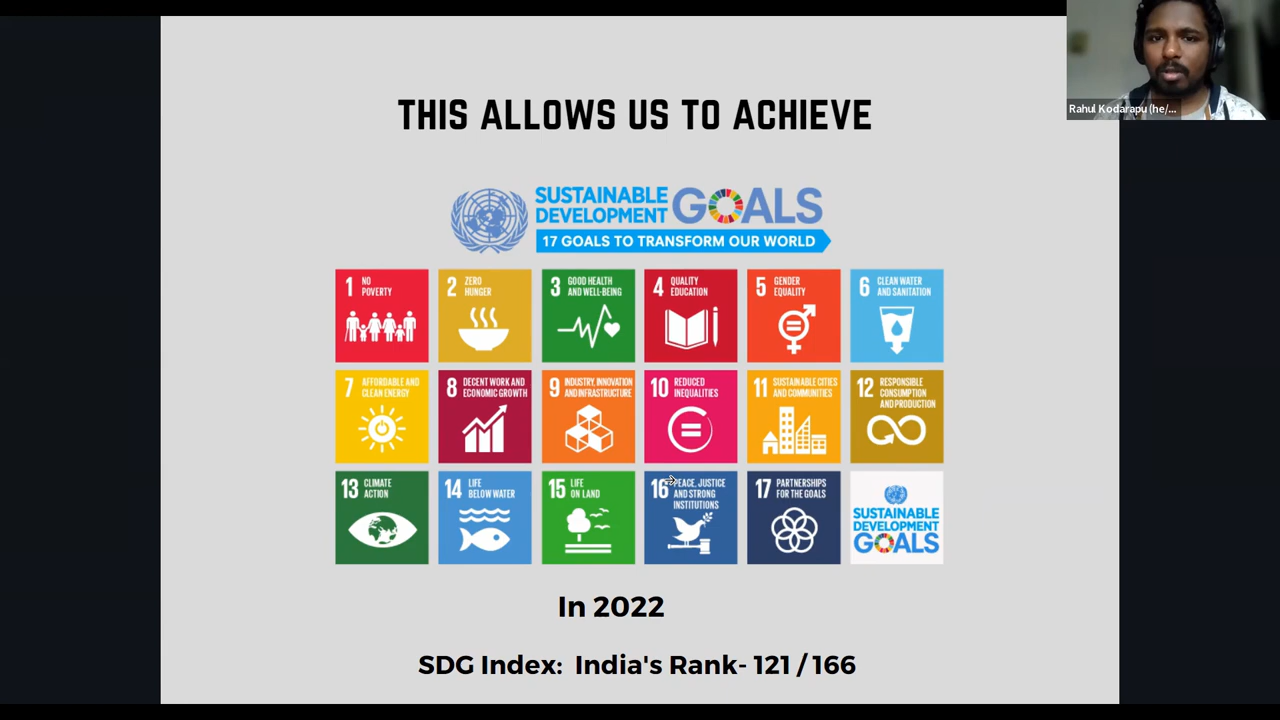 Rahul Kodarapu (he/...
THIS ALLOWS US TO ACHIEVE
SUSTAINABLE
DEVELOPMENT
GOALS
17 GOALS TO TRANSFORM OUR WORLD
1 NO
POVERTY
2 ZERO
HUNGER
3 GOOD HEALTH
AND WELL-BEING
4 QUALITY
EDUCATION
5 GENDER
EQUALITY
6 CLEAN WATER
AND SANITATION
7 AFFORDABLE AND
CLEAN ENERGY
8 DECENT WORK AND
ECONOMIC GROWTH
9 INDUSTRY, INNOVATION
AND INFRASTRUCTURE
10 REDUCED
INEQUALITIES
11 SUSTAINABLE CITIES
AND COMMUNITIES
12 RESPONSIBLE
CONSUMPTION
AND PRODUCTION
13 CLIMATE
ACTION
14 LIFE
BELOW WATER
15 LIFE
ON LAND
16 PEACE, JUSTICE
AND STRONG
INSTITUTIONS
17 PARTNERSHIPS
FOR THE GOALS
SUSTAINABLE
DEVELOPMENT
GOALS
In 2022
SDG Index: India's Rank- 121 / 166